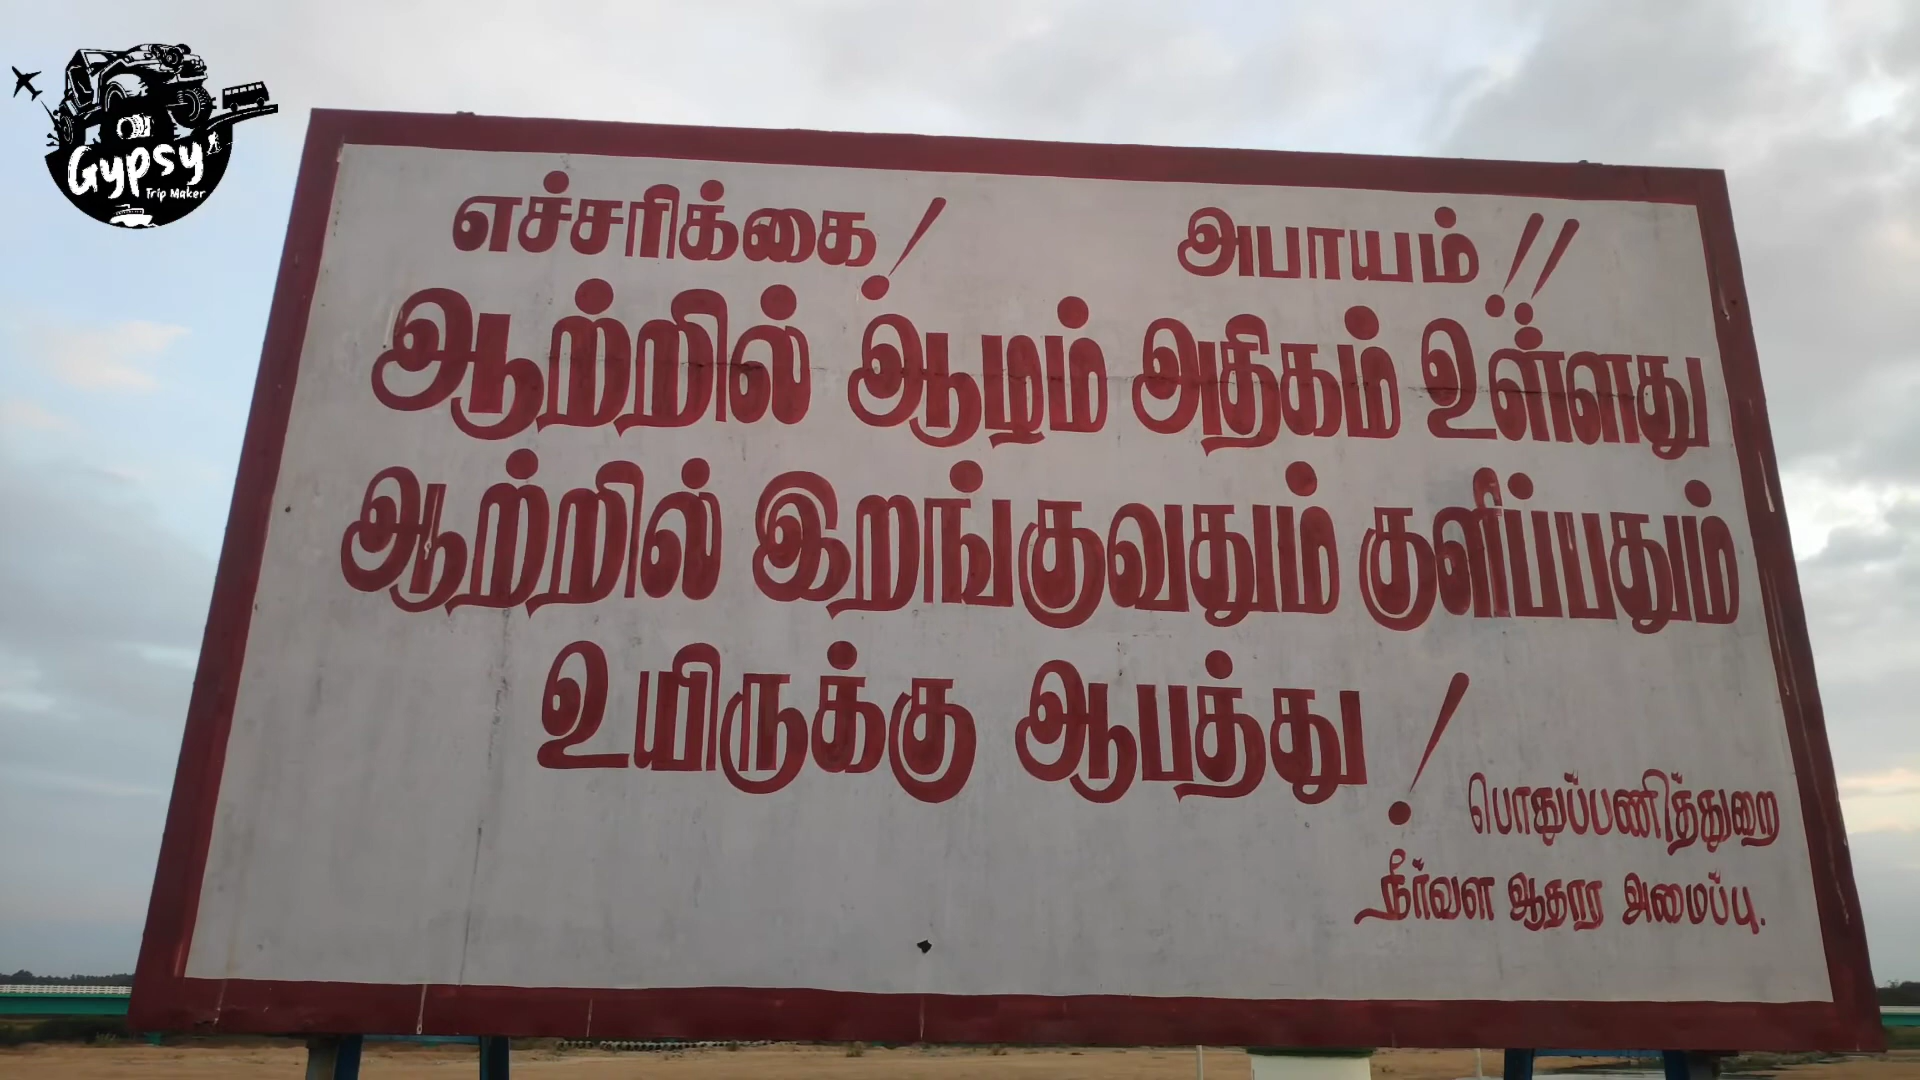 Gypsy
Trip Maker
எச்சரிக்கை! அபாயம்!!
ஆற்றில் ஆழம் அதிகம் உள்ளது
ஆற்றில் இறங்குவதும் குளிப்பதும்
உயிருக்கு ஆபத்து!
பொதுப்பணித்துறை
நீர்வள ஆதார அமைப்பு.